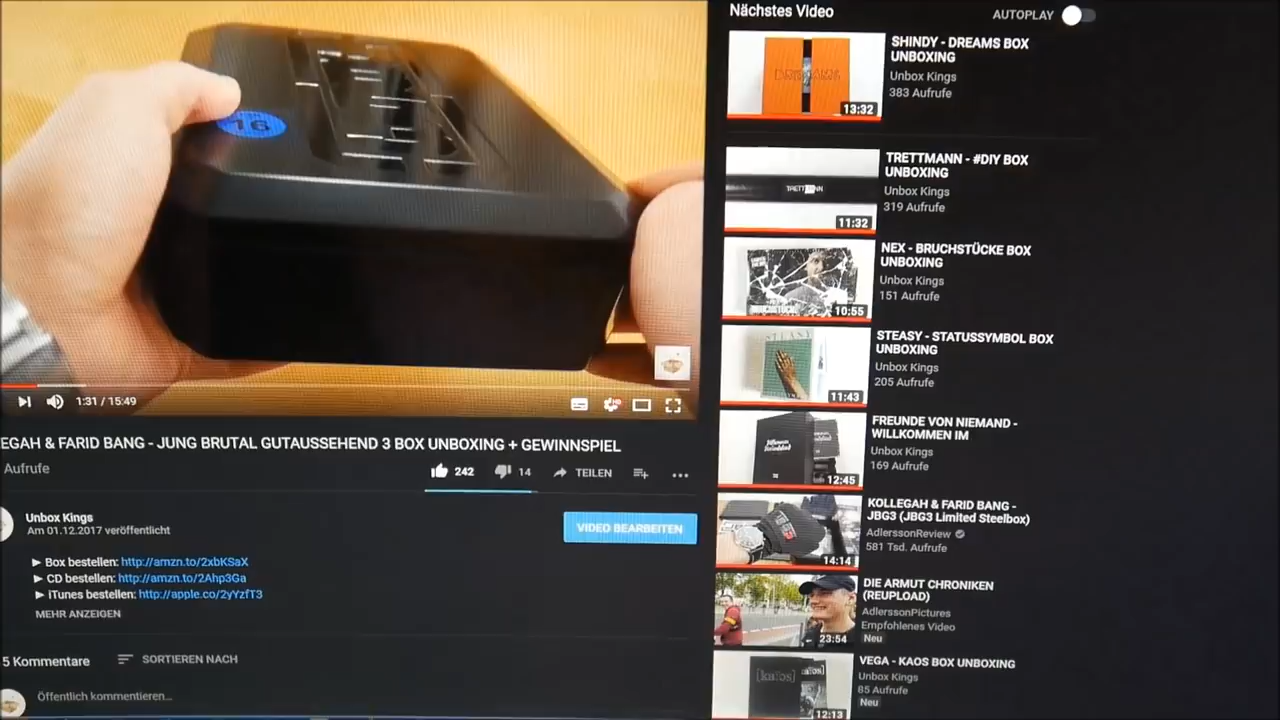 16
1:31 / 15:49
EGAH & FARID BANG - JUNG BRUTAL GUTAUSSEHEND 3 BOX UNBOXING + GEWINNSPIEL
Aufrufe
242
14
TEILEN
Unbox Kings
Am 01.12.2017 veröffentlicht
VIDEO BEARBEITEN
► Box bestellen: http://amzn.to/2xbKSaX
► CD bestellen: http://amzn.to/2Ahp3Ga
► iTunes bestellen: http://apple.co/2yYzfT3
MEHR ANZEIGEN
5 Kommentare
SORTIEREN NACH
Öffentlich kommentieren...
Nächstes Video
AUTOPLAY
13:32
SHINDY - DREAMS BOX
UNBOXING
Unbox Kings
383 Aufrufe
TRETTMANN
11:32
TRETTMANN - #DIY BOX
UNBOXING
Unbox Kings
319 Aufrufe
10:55
NEX - BRUCHSTÜCKE BOX
UNBOXING
Unbox Kings
151 Aufrufe
STEASY
11:43
STEASY - STATUSSYMBOL BOX
UNBOXING
Unbox Kings
205 Aufrufe
12:45
FREUNDE VON NIEMAND -
WILLKOMMEN IM
Unbox Kings
169 Aufrufe
14:14
KOLLEGAH & FARID BANG -
JBG3 (JBG3 Limited Steelbox)
AdlerssonReview
581 Tsd. Aufrufe
23:54
DIE ARMUT CHRONIKEN
(REUPLOAD)
AdlerssonPictures
Empfohlenes Video
Neu
[kaʔos]
12:13
VEGA - KAOS BOX UNBOXING
Unbox Kings
85 Aufrufe
Neu